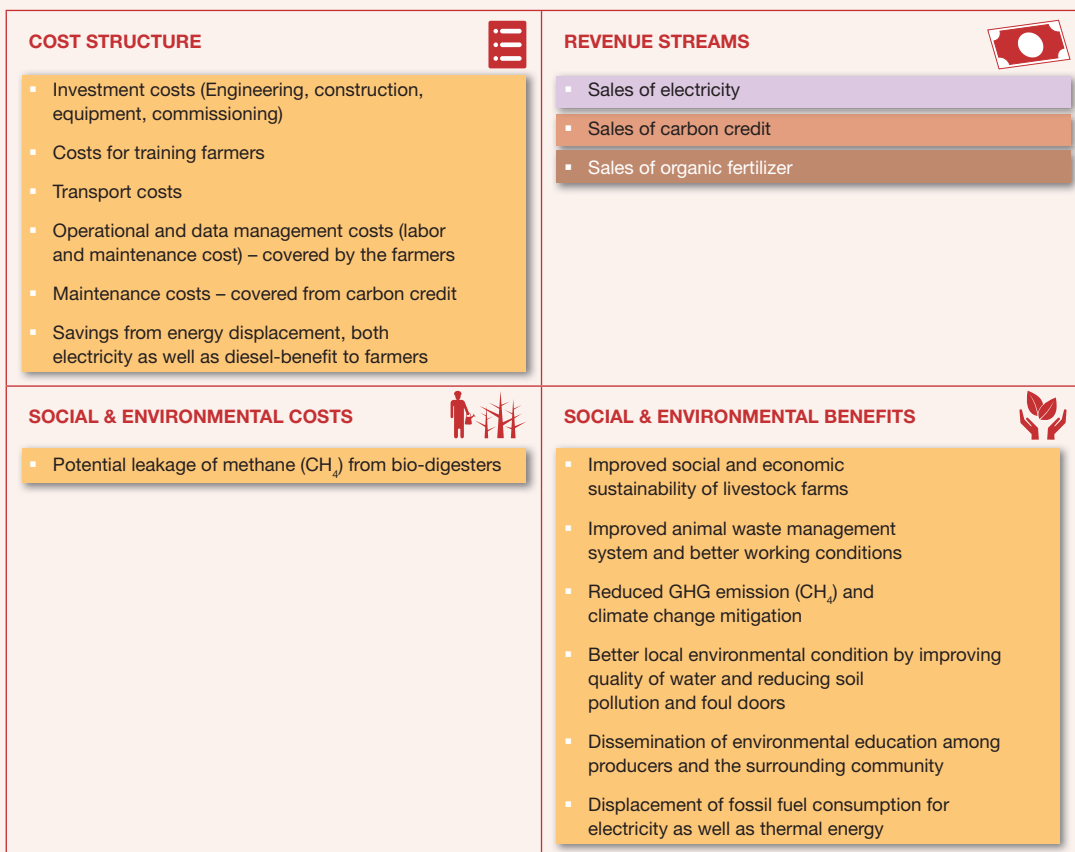 COST STRUCTURE
▪ Investment costs (Engineering, construction,
equipment, commissioning)
▪ Costs for training farmers
▪ Transport costs
▪ Operational and data management costs (labor
and maintenance cost) – covered by the farmers
▪ Maintenance costs – covered from carbon credit
▪ Savings from energy displacement, both
electricity as well as diesel-benefit to farmers
REVENUE STREAMS
▪ Sales of electricity
▪ Sales of carbon credit
▪ Sales of organic fertilizer
SOCIAL & ENVIRONMENTAL COSTS
▪ Potential leakage of methane (CH₄) from bio-digesters
SOCIAL & ENVIRONMENTAL BENEFITS
▪ Improved social and economic
sustainability of livestock farms
▪ Improved animal waste management
system and better working conditions
▪ Reduced GHG emission (CH₄) and
climate change mitigation
▪ Better local environmental condition by improving
quality of water and reducing soil
pollution and foul doors
▪ Dissemination of environmental education among
producers and the surrounding community
▪ Displacement of fossil fuel consumption for
electricity as well as thermal energy